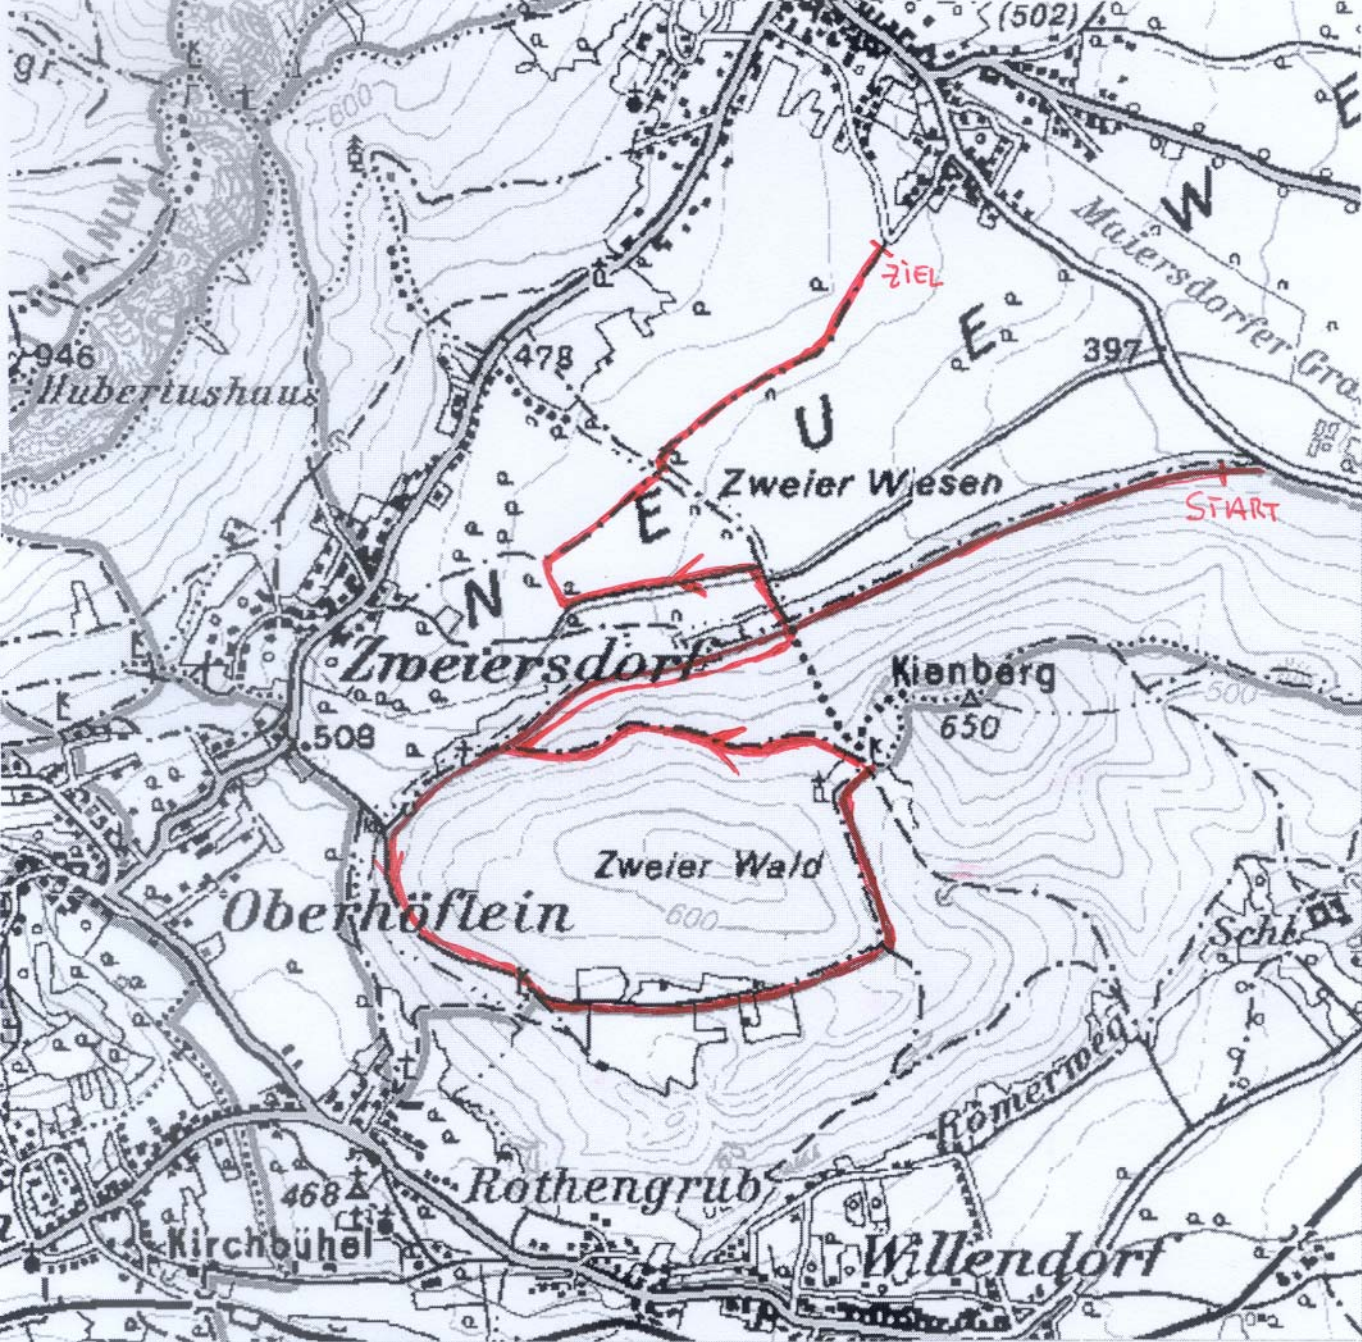 (502)
gr.
600
E
W
Maiersdorfer Gra.
ZIEL
E
946
478
397
Hubertushaus
U
Zweier Wiesen
START
E
N
Zweiersdorf
Kienberg
650
500
508
Zweier Wald
Oberhöflein
600
Schl.
Römerweg
468
Rothengrub
Kirchbühel
Willendorf